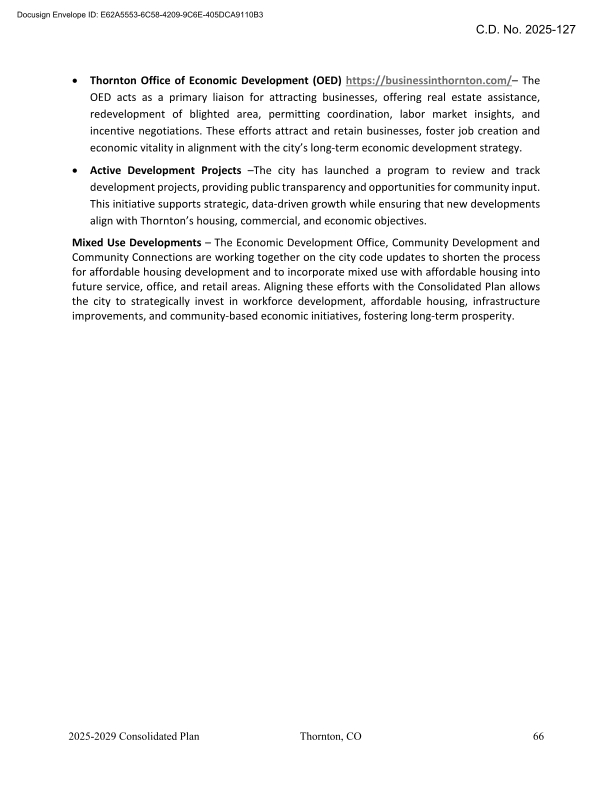 Docusign Envelope ID: E62A5553-6C58-4209-9C6E-405DCA9110B3
C.D. No. 2025-127
• Thornton Office of Economic Development (OED) https://businessinthornton.com/– The
OED acts as a primary liaison for attracting businesses, offering real estate assistance,
redevelopment of blighted area, permitting coordination, labor market insights, and
incentive negotiations. These efforts attract and retain businesses, foster job creation and
economic vitality in alignment with the city's long-term economic development strategy.
• Active Development Projects –The city has launched a program to review and track
development projects, providing public transparency and opportunities for community input.
This initiative supports strategic, data-driven growth while ensuring that new developments
align with Thornton's housing, commercial, and economic objectives.
Mixed Use Developments – The Economic Development Office, Community Development and
Community Connections are working together on the city code updates to shorten the process
for affordable housing development and to incorporate mixed use with affordable housing into
future service, office, and retail areas. Aligning these efforts with the Consolidated Plan allows
the city to strategically invest in workforce development, affordable housing, infrastructure
improvements, and community-based economic initiatives, fostering long-term prosperity.
2025-2029 Consolidated Plan Thornton, CO 66